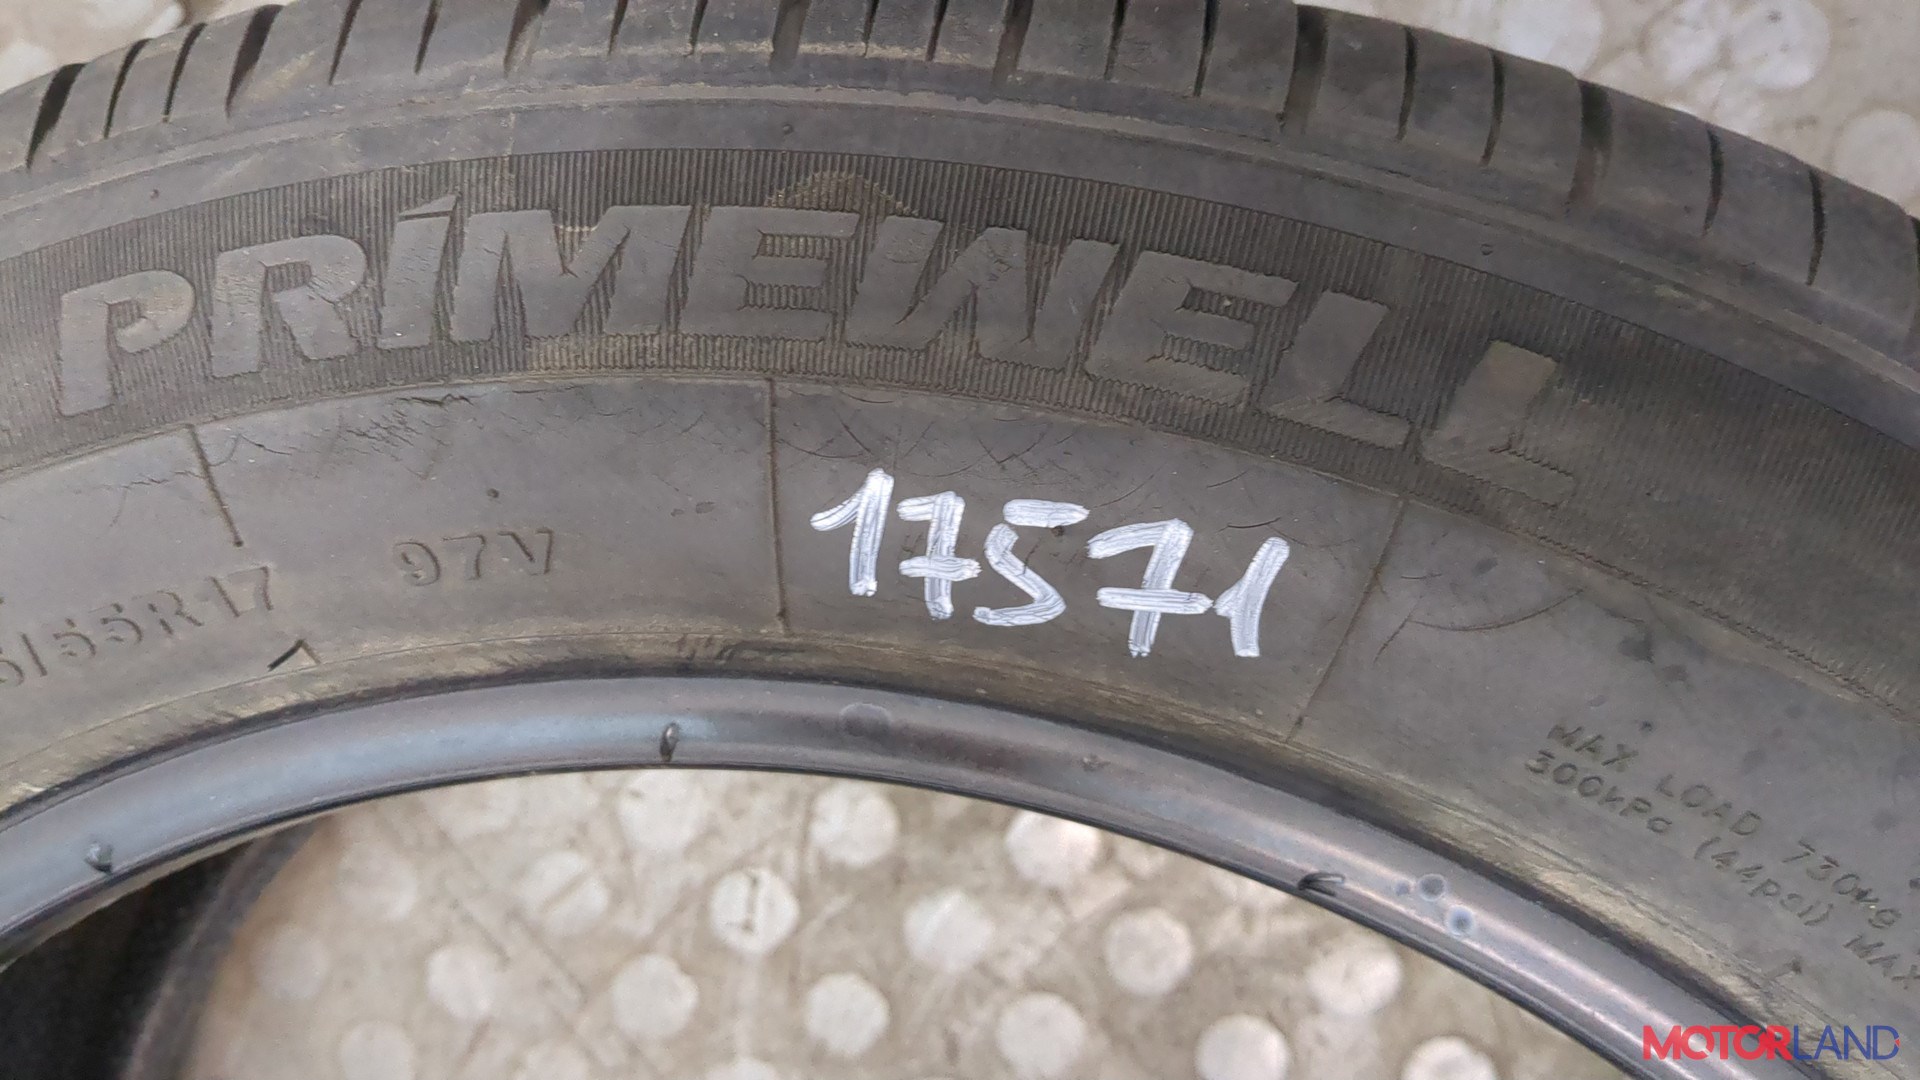 PRIMEWELL
5/55R17 97V
17571
MAX LOAD 730kg
300kPa (44psi) MAX
MOTORLAND